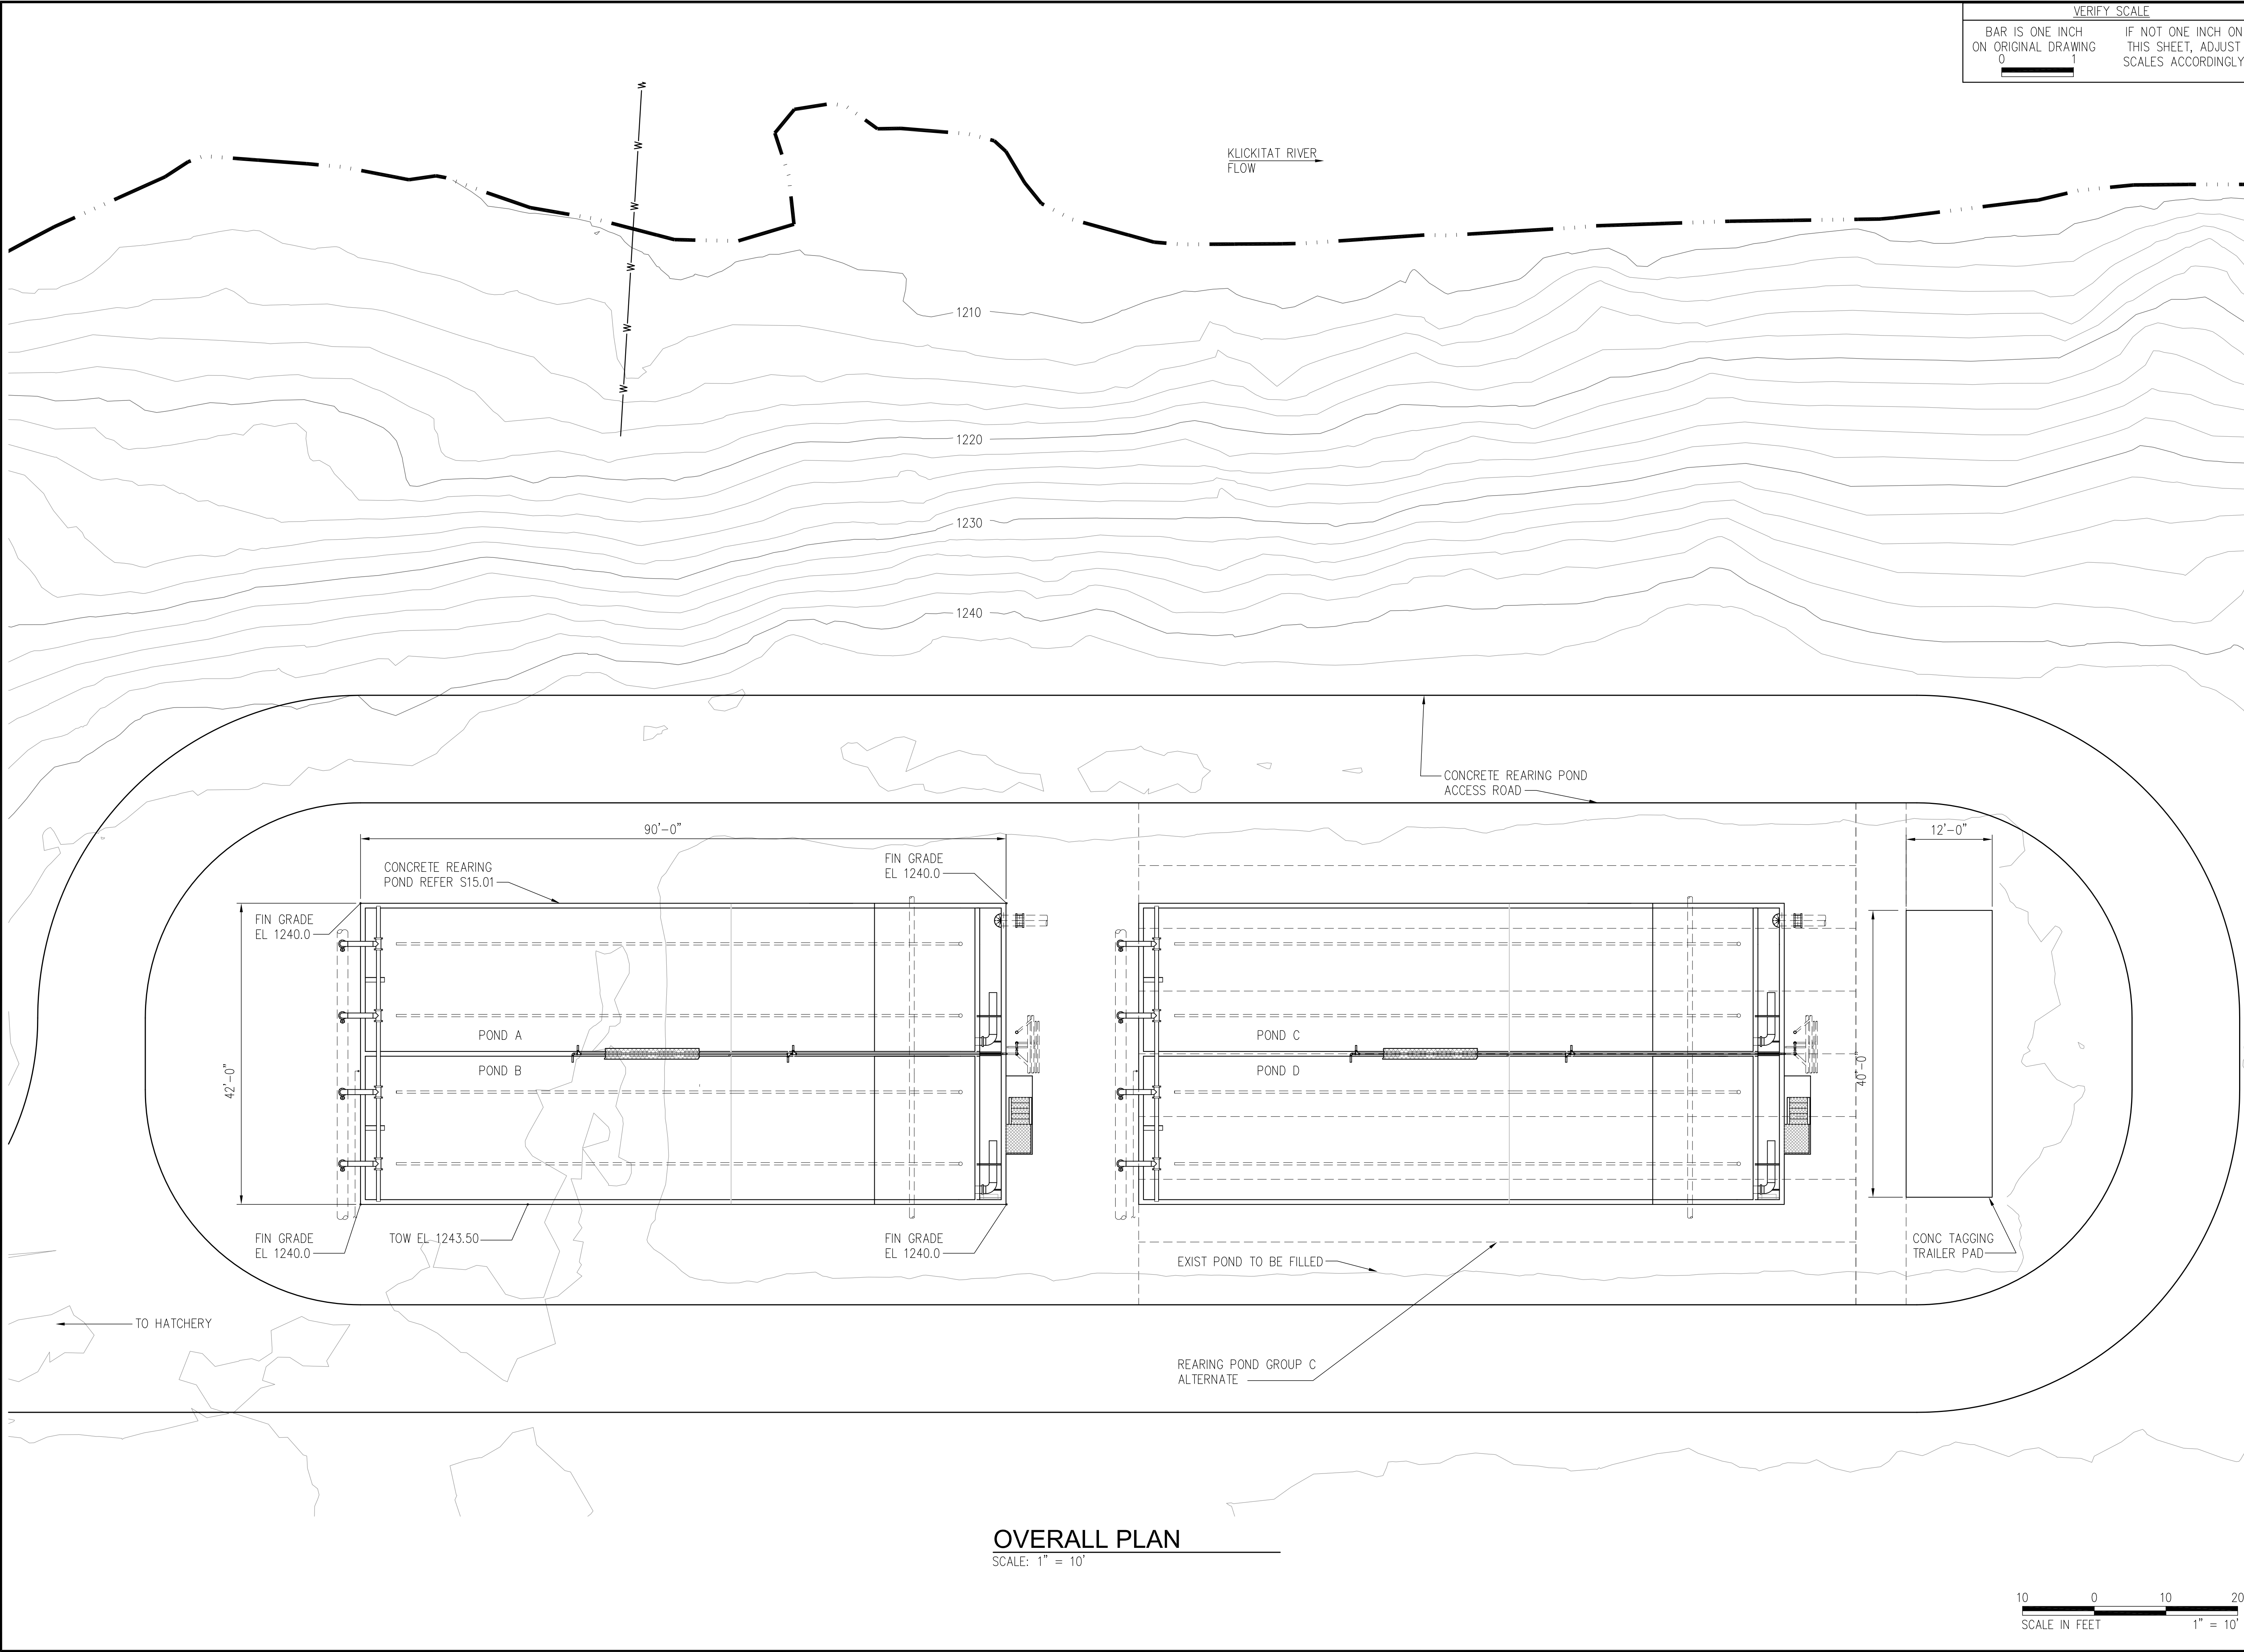 VERIFY SCALE
BAR IS ONE INCH
ON ORIGINAL DRAWING
0 1
IF NOT ONE INCH ON
THIS SHEET, ADJUST
SCALES ACCORDINGLY
W
W
W
W
W
W
KLICKITAT RIVER
FLOW
1210
1220
1230
1240
CONCRETE REARING POND
ACCESS ROAD
90'-0"
12'-0"
CONCRETE REARING
POND REFER S15.01
FIN GRADE
EL 1240.0
FIN GRADE
EL 1240.0
POND A
POND B
POND C
POND D
42'-0"
40'-0"
FIN GRADE
EL 1240.0
TOW EL 1243.50
FIN GRADE
EL 1240.0
EXIST POND TO BE FILLED
CONC TAGGING
TRAILER PAD
TO HATCHERY
REARING POND GROUP C
ALTERNATE
OVERALL PLAN
SCALE: 1" = 10'
10 0 10 20
SCALE IN FEET 1" = 10'